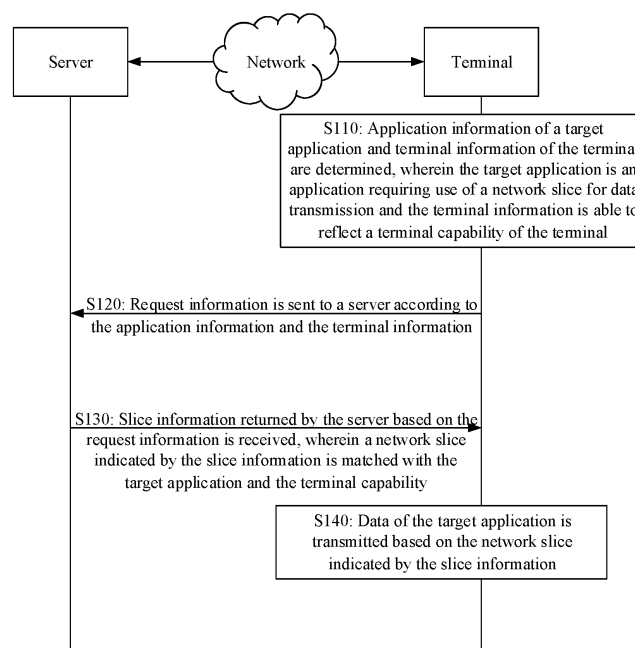 Server
Network
Terminal
S110: Application information of a target
application and terminal information of the terminal
are determined, wherein the target application is an
application requiring use of a network slice for data
transmission and the terminal information is able to
reflect a terminal capability of the terminal
S120: Request information is sent to a server according to
the application information and the terminal information
S130: Slice information returned by the server based on the
request information is received, wherein a network slice
indicated by the slice information is matched with the
target application and the terminal capability
S140: Data of the target application is
transmitted based on the network slice
indicated by the slice information